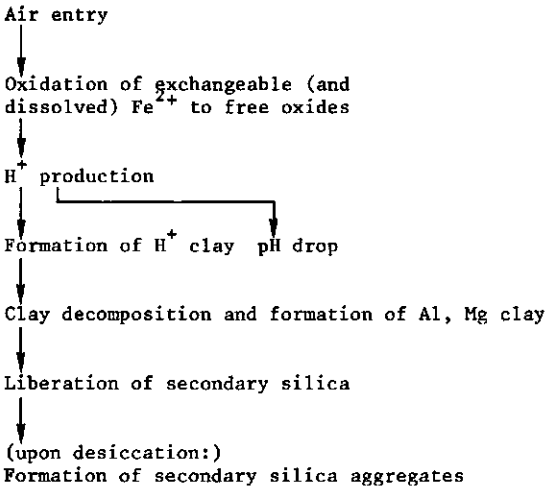 Air entry
Oxidation of exchangeable (and
dissolved) Fe²⁺ to free oxides
H⁺ production
Formation of H⁺ clay pH drop
Clay decomposition and formation of Al, Mg clay
Liberation of secondary silica
(upon desiccation:)
Formation of secondary silica aggregates